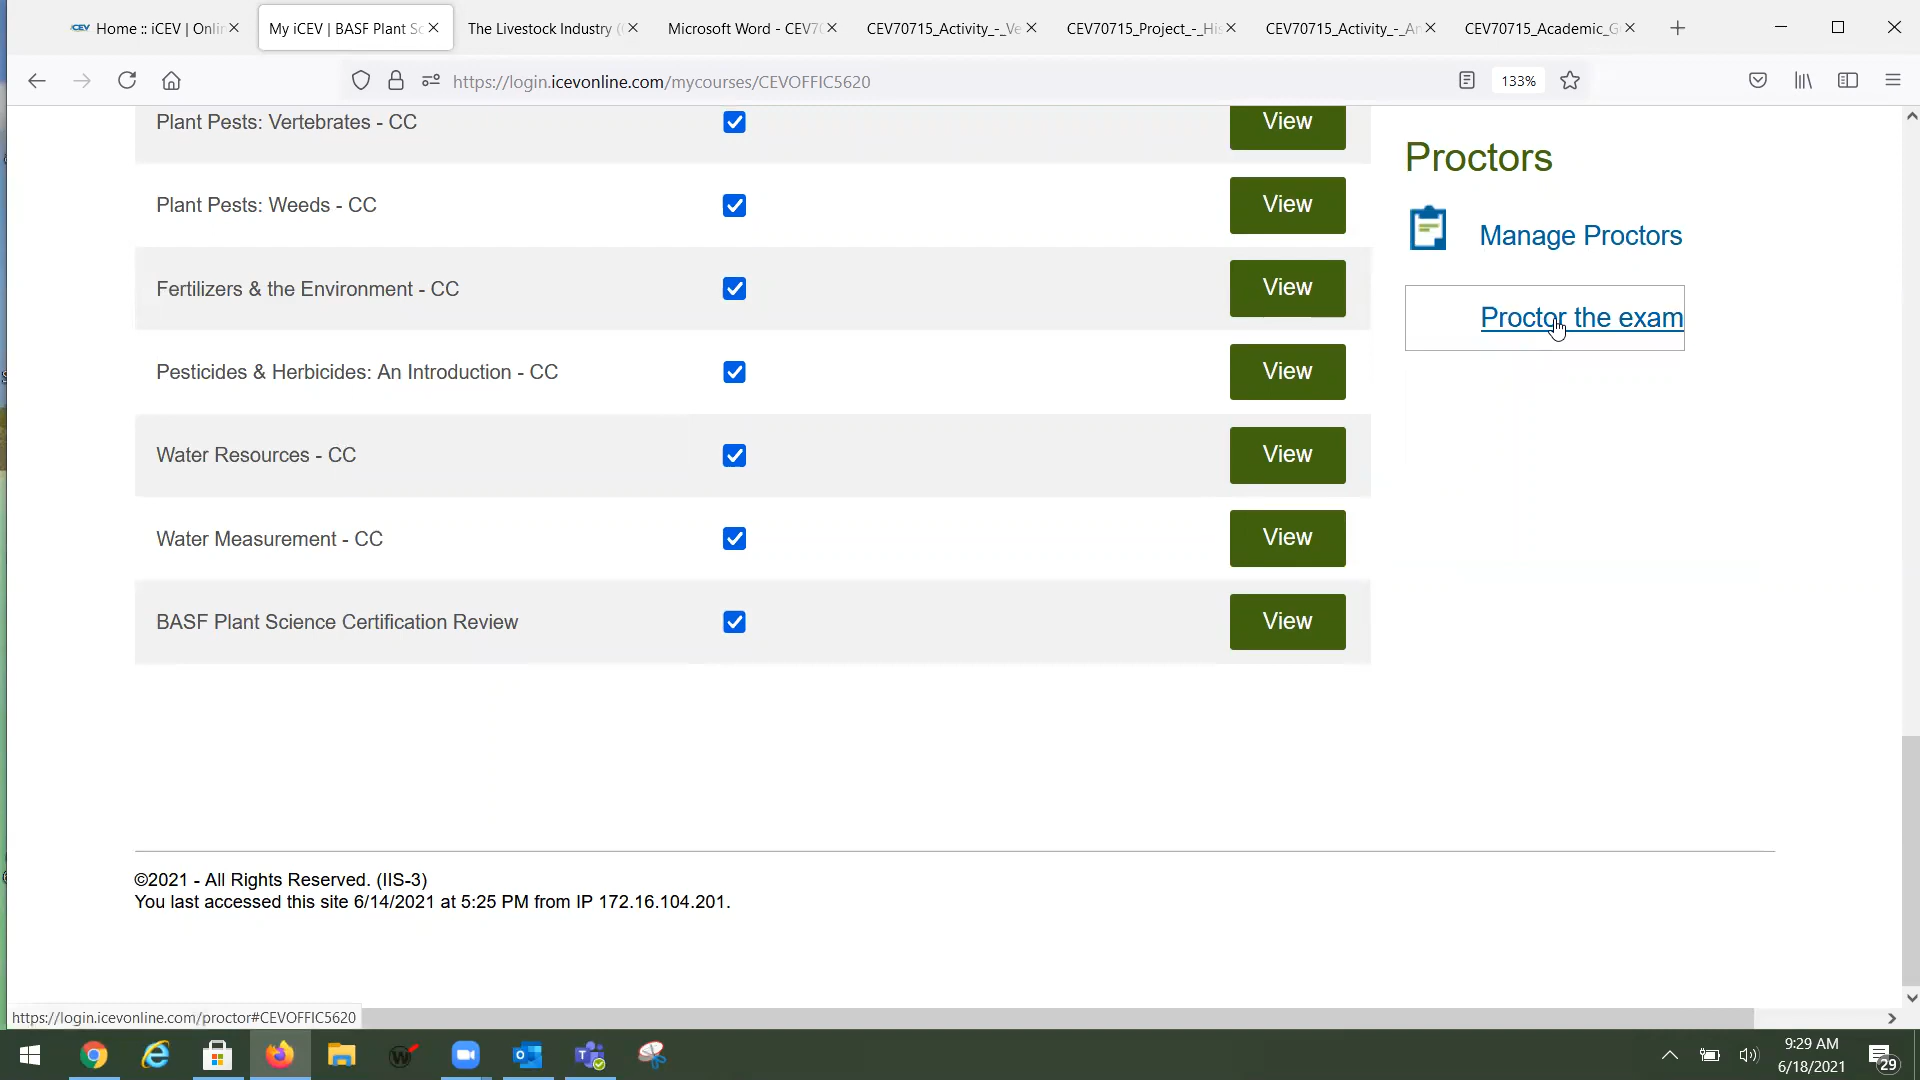 Home :: iCEV | Onlin
My iCEV | BASF Plant Sc
The Livestock Industry (
Microsoft Word - CEV70
CEV70715_Activity_-_Ve
CEV70715_Project_-_His
CEV70715_Activity_-_An
CEV70715_Academic_G
https://login.icevonline.com/mycourses/CEVOFFIC5620
133%
Plant Pests: Vertebrates - CC
View
Plant Pests: Weeds - CC
View
Fertilizers & the Environment - CC
View
Pesticides & Herbicides: An Introduction - CC
View
Water Resources - CC
View
Water Measurement - CC
View
BASF Plant Science Certification Review
View
Proctors
Manage Proctors
Proctor the exam
©2021 - All Rights Reserved. (IIS-3)
You last accessed this site 6/14/2021 at 5:25 PM from IP 172.16.104.201.
https://login.icevonline.com/proctor#CEVOFFIC5620
9:29 AM
6/18/2021
29